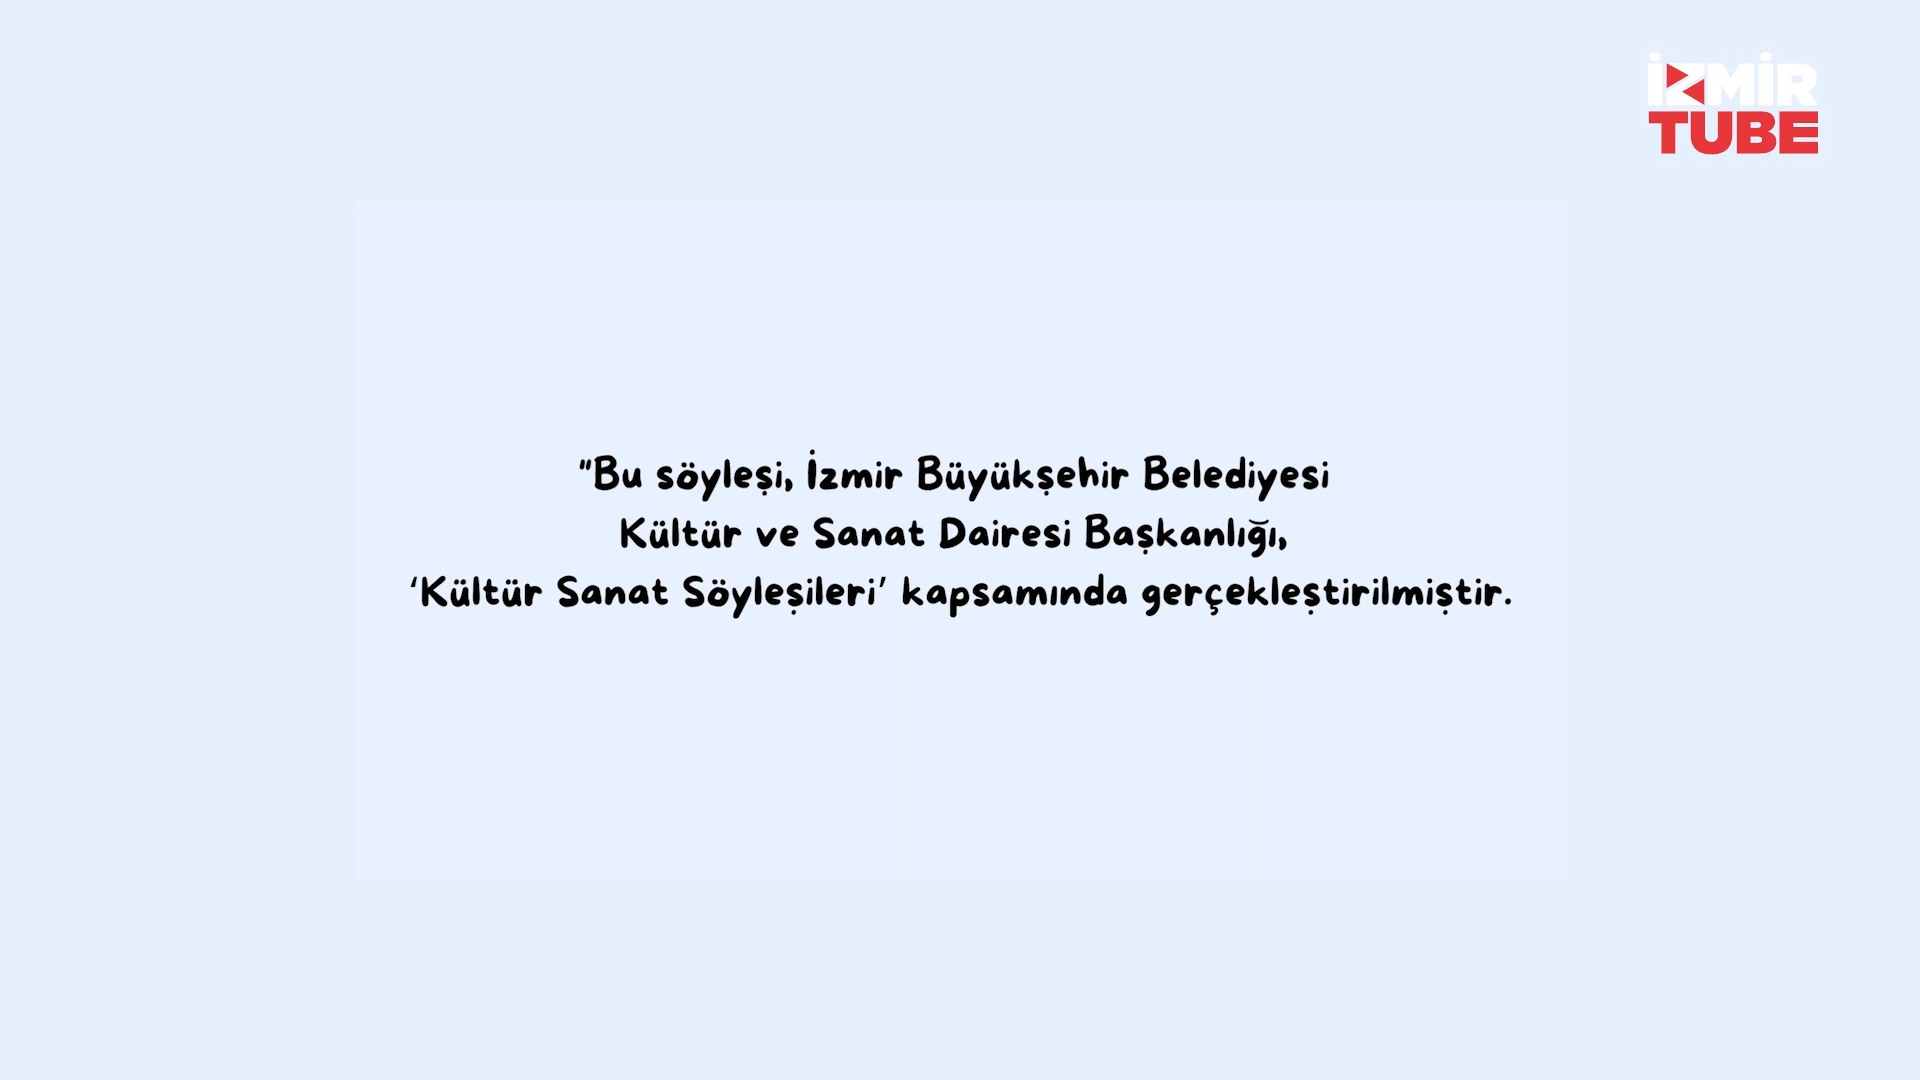 İZMİR
TUBE
"Bu söyleşi, İzmir Büyükşehir Belediyesi
Kültür ve Sanat Dairesi Başkanlığı,
‘Kültür Sanat Söyleşileri’ kapsamında gerçekleştirilmiştir.